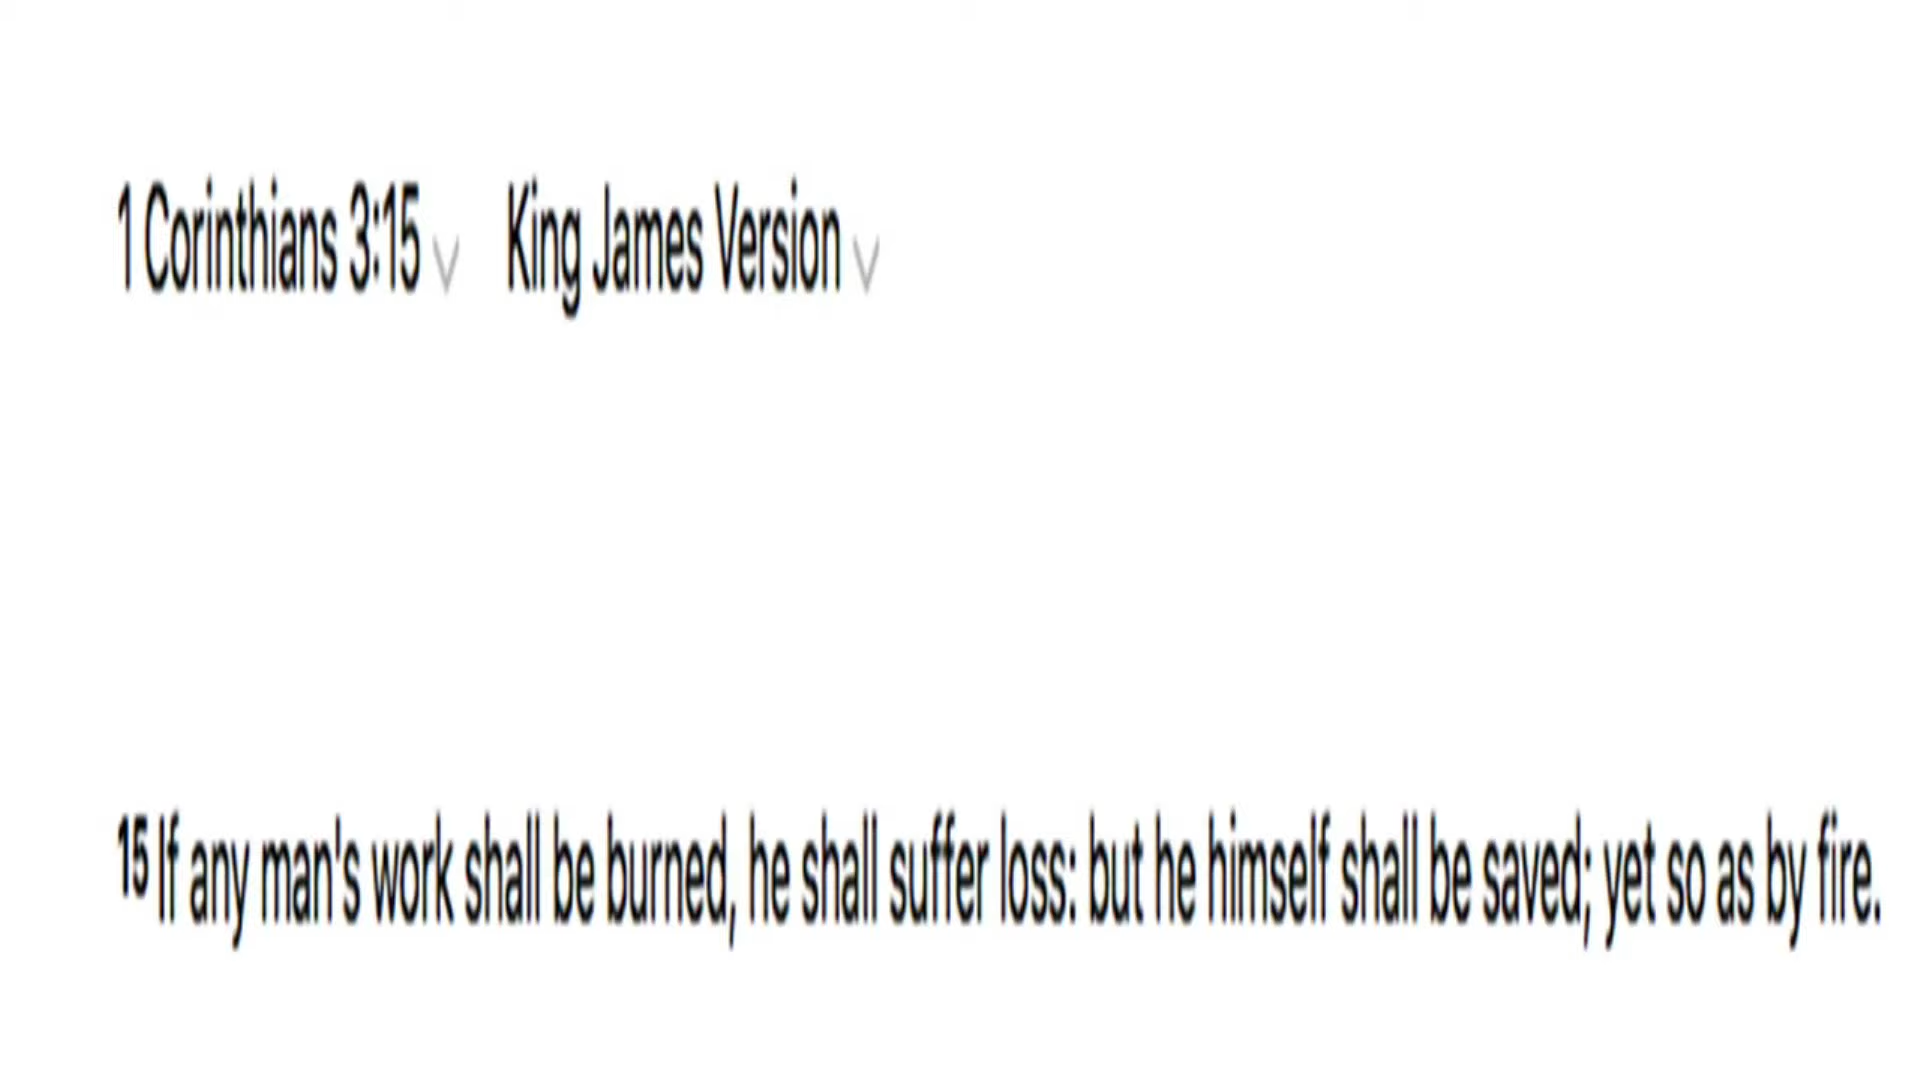 1 Corinthians 3:15 King James Version
15 If any man's work shall be burned, he shall suffer loss: but he himself shall be saved; yet so as by fire.